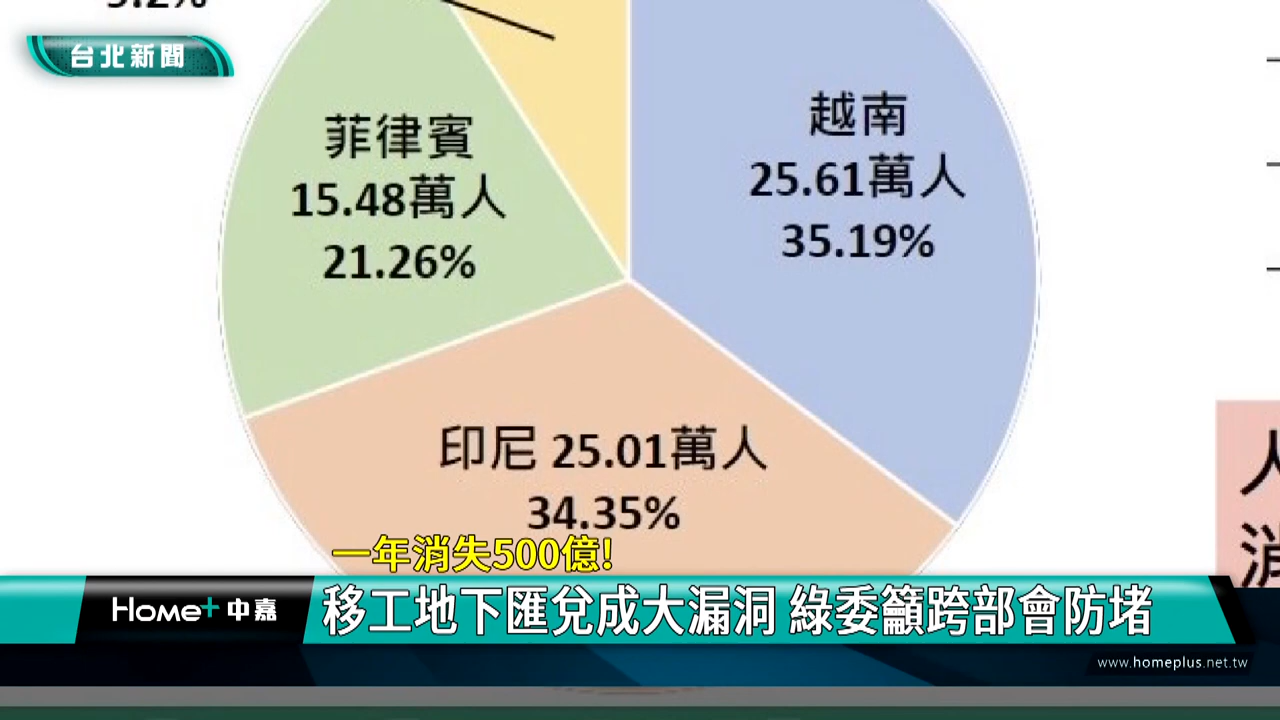 台北新聞
越南
25.61萬人
35.19%
菲律賓
15.48萬人
21.26%
印尼 25.01萬人
34.35%
一年消失500億!
Home+中嘉
移工地下匯兌成大漏洞 綠委籲跨部會防堵
www.homeplus.net.tw